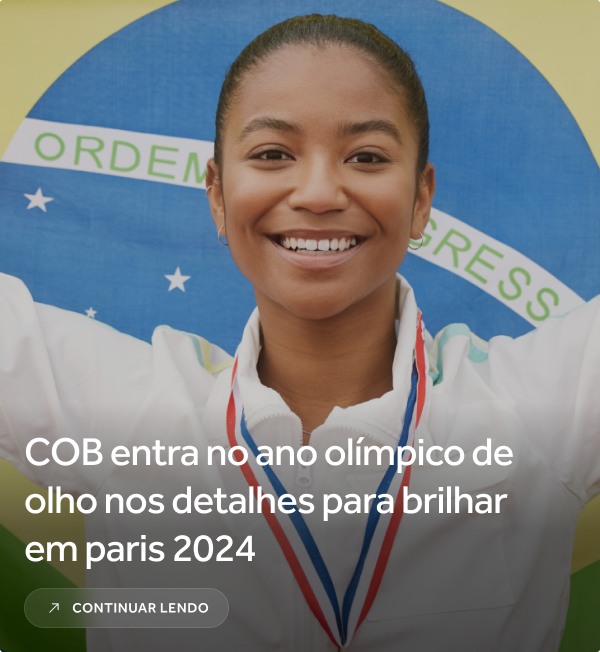 ORDEM
GRESS
COB entra no ano olímpico de
olho nos detalhes para brilhar
em paris 2024
CONTINUAR LENDO